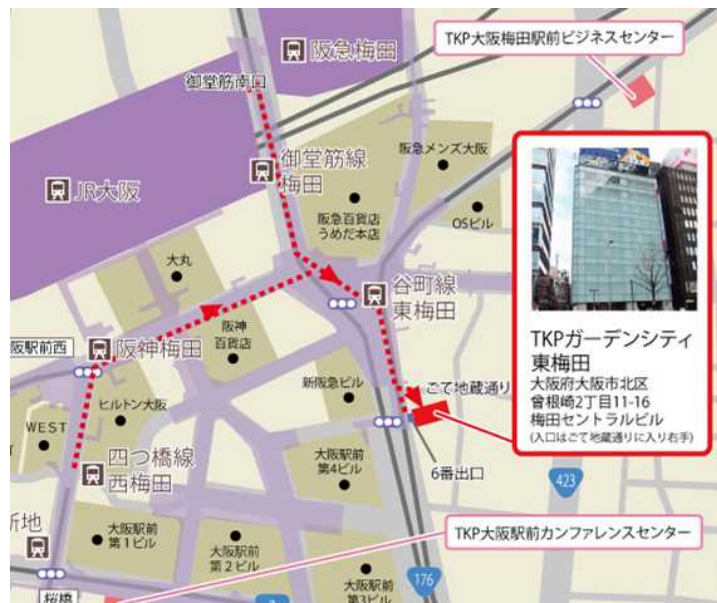 阪急梅田
TKP大阪梅田駅前ビジネスセンター
御堂筋南口
御堂筋線
梅田
阪急メンズ大阪
JR大阪
阪急百貨店
うめだ本店
OSビル
大丸
谷町線
東梅田
阪神
百貨店
阪駅前西
阪神梅田
TKPガーデンシティ
東梅田
大阪府大阪市北区
曾根崎2丁目11-16
梅田セントラルビル
(入口はごて地蔵通りに入り右手)
新阪急ビル
ごて地蔵通り
ヒルトン大阪
WEST
四つ橋線
西梅田
大阪駅前
第4ビル
6番出口
423
新地
大阪駅前
第1ビル
大阪駅前
第2ビル
TKP大阪駅前カンファレンスセンター
176
大阪駅前
第3ビル
桜橋